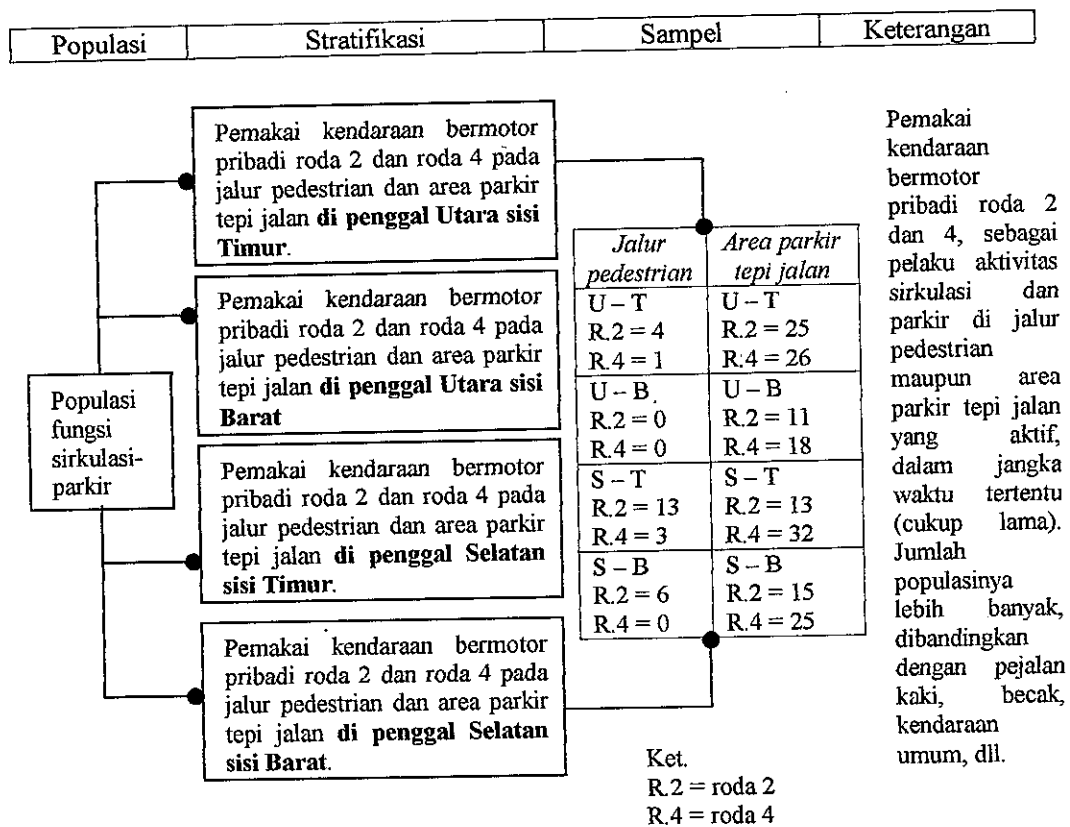 Populasi Stratifikasi Sampel Keterangan
Populasi
fungsi
sirkulasi-
parkir
Pemakai kendaraan bermotor
pribadi roda 2 dan roda 4 pada
jalur pedestrian dan area parkir
tepi jalan di penggal Utara sisi
Timur.
Pemakai kendaraan bermotor
pribadi roda 2 dan roda 4 pada
jalur pedestrian dan area parkir
tepi jalan di penggal Utara sisi
Barat
Pemakai kendaraan bermotor
pribadi roda 2 dan roda 4 pada
jalur pedestrian dan area parkir
tepi jalan di penggal Selatan
sisi Timur.
Pemakai kendaraan bermotor
pribadi roda 2 dan roda 4 pada
jalur pedestrian dan area parkir
tepi jalan di penggal Selatan
sisi Barat.
Jalur
pedestrian
Area parkir
tepi jalan
U – T
R.2 = 4
R.4 = 1
U – T
R.2 = 25
R.4 = 26
U – B
R.2 = 0
R.4 = 0
U – B
R.2 = 11
R.4 = 18
S – T
R.2 = 13
R.4 = 3
S – T
R.2 = 13
R.4 = 32
S – B
R.2 = 6
R.4 = 0
S – B
R.2 = 15
R.4 = 25
Ket.
R.2 = roda 2
R.4 = roda 4
Pemakai
kendaraan
bermotor
pribadi roda 2
dan 4, sebagai
pelaku aktivitas
sirkulasi dan
parkir di jalur
pedestrian
maupun area
parkir tepi jalan
yang aktif,
dalam jangka
waktu tertentu
(cukup lama).
Jumlah
populasinya
lebih banyak,
dibandingkan
dengan pejalan
kaki, becak,
kendaraan
umum, dll.